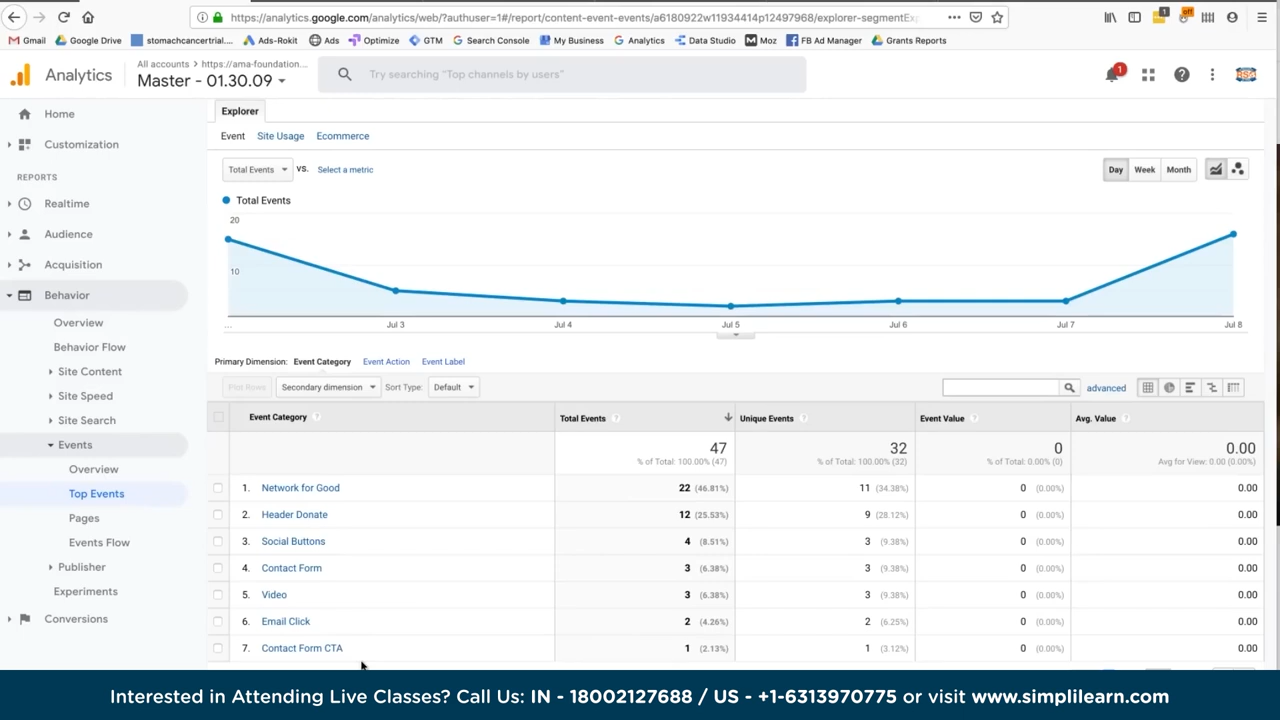 https://analytics.google.com/analytics/web/?authuser=1#/report/content-event-events/a6180922w11934414p12497968/explorer-segmentEx
1
off
Gmail Google Drive stomachcancertrial.... Ads-Rokit Ads Optimize GTM Search Console My Business Analytics Data Studio Moz FB Ad Manager Grants Reports
Analytics
All accounts > https://ama-foundation...
Master - 01.30.09
Try searching "Top channels by users"
1
Home
Customization
REPORTS
Realtime
Audience
Acquisition
Behavior
Overview
Behavior Flow
Site Content
Site Speed
Site Search
Events
Overview
Top Events
Pages
Events Flow
Publisher
Experiments
Conversions
Explorer
Event Site Usage Ecommerce
Total Events VS. Select a metric
Day Week Month
Total Events
20
10
... Jul 3 Jul 4 Jul 5 Jul 6 Jul 7 Jul 8
Primary Dimension: Event Category Event Action Event Label
Plot Rows Secondary dimension Sort Type: Default advanced
Event Category ? Total Events ? Unique Events ? Event Value ? Avg. Value ?
47 32 0 0.00
% of Total: 100.00% (47) % of Total: 100.00% (32) % of Total: 0.00% (0) Avg for View: 0.00 (0.00%)
1. Network for Good 22 (46.81%) 11 (34.38%) 0 (0.00%) 0.00
2. Header Donate 12 (25.53%) 9 (28.12%) 0 (0.00%) 0.00
3. Social Buttons 4 (8.51%) 3 (9.38%) 0 (0.00%) 0.00
4. Contact Form 3 (6.38%) 3 (9.38%) 0 (0.00%) 0.00
5. Video 3 (6.38%) 3 (9.38%) 0 (0.00%) 0.00
6. Email Click 2 (4.26%) 2 (6.25%) 0 (0.00%) 0.00
7. Contact Form CTA 1 (2.13%) 1 (3.12%) 0 (0.00%) 0.00
Interested in Attending Live Classes? Call Us: IN - 18002127688 / US - +1-6313970775 or visit www.simplilearn.com